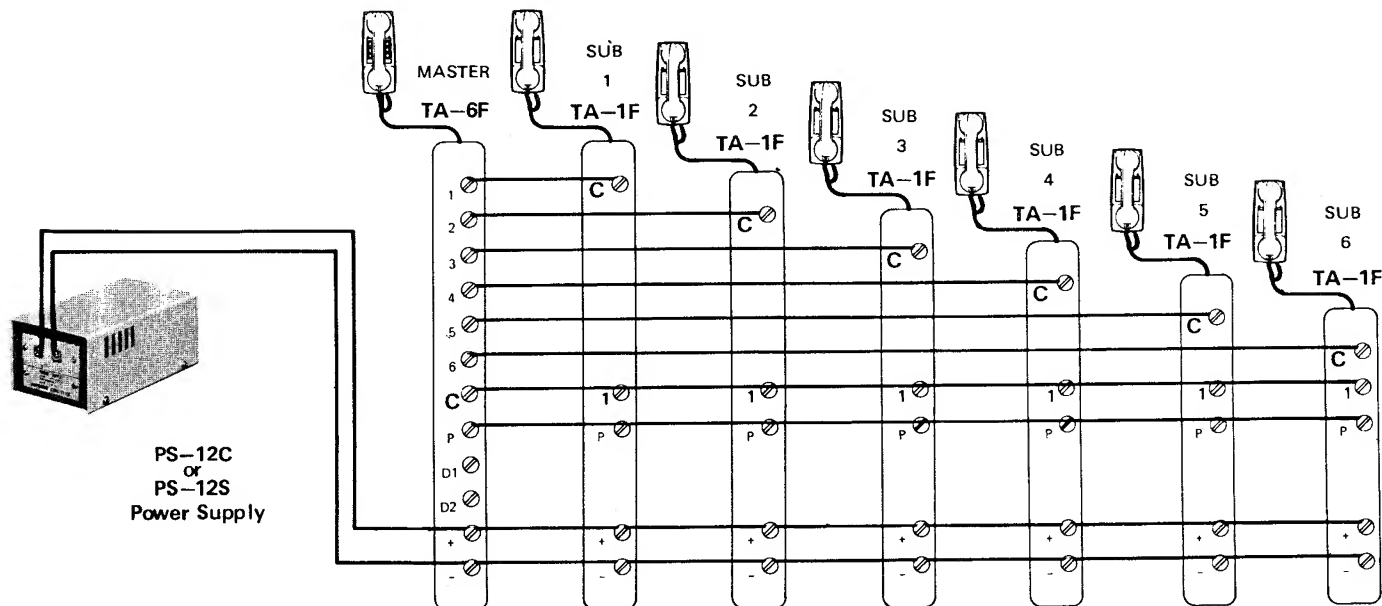 MASTER
TA-6F
SUB
1
TA-1F
SUB
2
TA-1F
SUB
3
TA-1F
SUB
4
TA-1F
SUB
5
TA-1F
SUB
6
TA-1F
1 C
2 C
3 C
4 C
5 C
6 C
C 1 1 1 1 1 1
P P P P P P P
D1
D2
+ + + + + + +
- - - - - - -
PS-12C
or
PS-12S
Power Supply